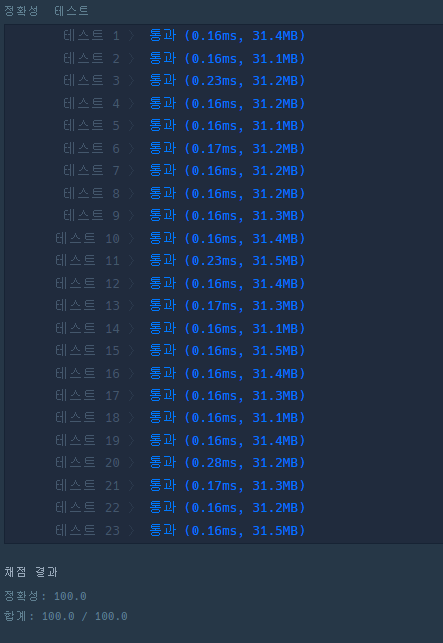 정확성 테스트
테스트 1 〉 통과 (0.16ms, 31.4MB)
테스트 2 〉 통과 (0.16ms, 31.1MB)
테스트 3 〉 통과 (0.23ms, 31.2MB)
테스트 4 〉 통과 (0.16ms, 31.2MB)
테스트 5 〉 통과 (0.16ms, 31.1MB)
테스트 6 〉 통과 (0.17ms, 31.2MB)
테스트 7 〉 통과 (0.16ms, 31.2MB)
테스트 8 〉 통과 (0.16ms, 31.2MB)
테스트 9 〉 통과 (0.16ms, 31.3MB)
테스트 10 〉 통과 (0.16ms, 31.4MB)
테스트 11 〉 통과 (0.23ms, 31.5MB)
테스트 12 〉 통과 (0.16ms, 31.4MB)
테스트 13 〉 통과 (0.17ms, 31.3MB)
테스트 14 〉 통과 (0.16ms, 31.1MB)
테스트 15 〉 통과 (0.16ms, 31.5MB)
테스트 16 〉 통과 (0.16ms, 31.4MB)
테스트 17 〉 통과 (0.16ms, 31.3MB)
테스트 18 〉 통과 (0.16ms, 31.1MB)
테스트 19 〉 통과 (0.16ms, 31.4MB)
테스트 20 〉 통과 (0.28ms, 31.2MB)
테스트 21 〉 통과 (0.17ms, 31.3MB)
테스트 22 〉 통과 (0.16ms, 31.2MB)
테스트 23 〉 통과 (0.16ms, 31.5MB)
채점 결과
정확성: 100.0
합계: 100.0 / 100.0